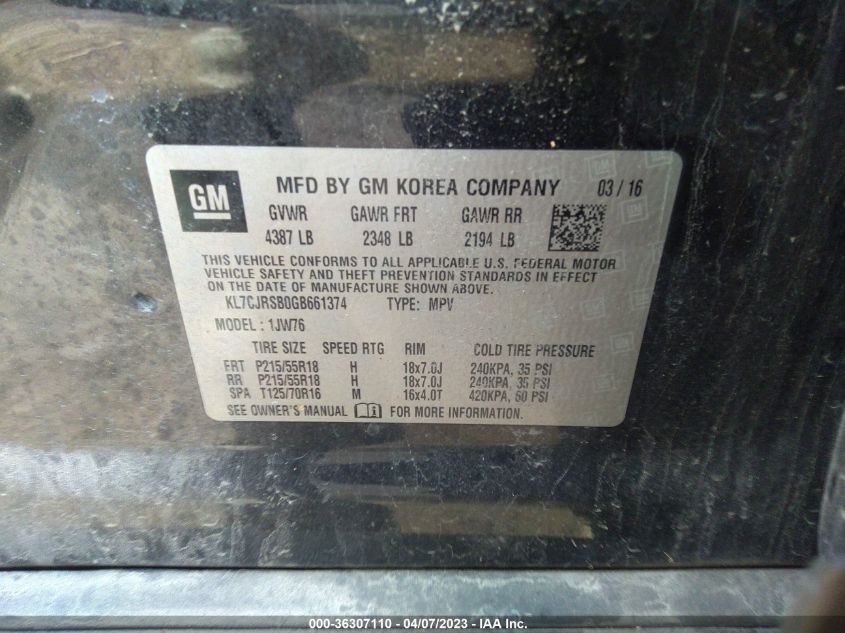 GM MFD BY GM KOREA COMPANY 03 / 16
GVWR GAWR FRT GAWR RR
4387 LB 2348 LB 2194 LB
THIS VEHICLE CONFORMS TO ALL APPLICABLE U.S. FEDERAL MOTOR
VEHICLE SAFETY AND THEFT PREVENTION STANDARDS IN EFFECT
ON THE DATE OF MANUFACTURE SHOWN ABOVE.
KL7CJRSB0GB661374 TYPE: MPV
MODEL : 1JW76
TIRE SIZE SPEED RTG RIM COLD TIRE PRESSURE
FRT P215/55R18 H 18x7.0J 240KPA, 35 PSI
RR P215/55R18 H 18x7.0J 240KPA, 35 PSI
SPA T125/70R16 M 16x4.0T 420KPA, 60 PSI
SEE OWNER'S MANUAL FOR MORE INFORMATION.
000-36307110 - 04/07/2023 - IAA Inc.